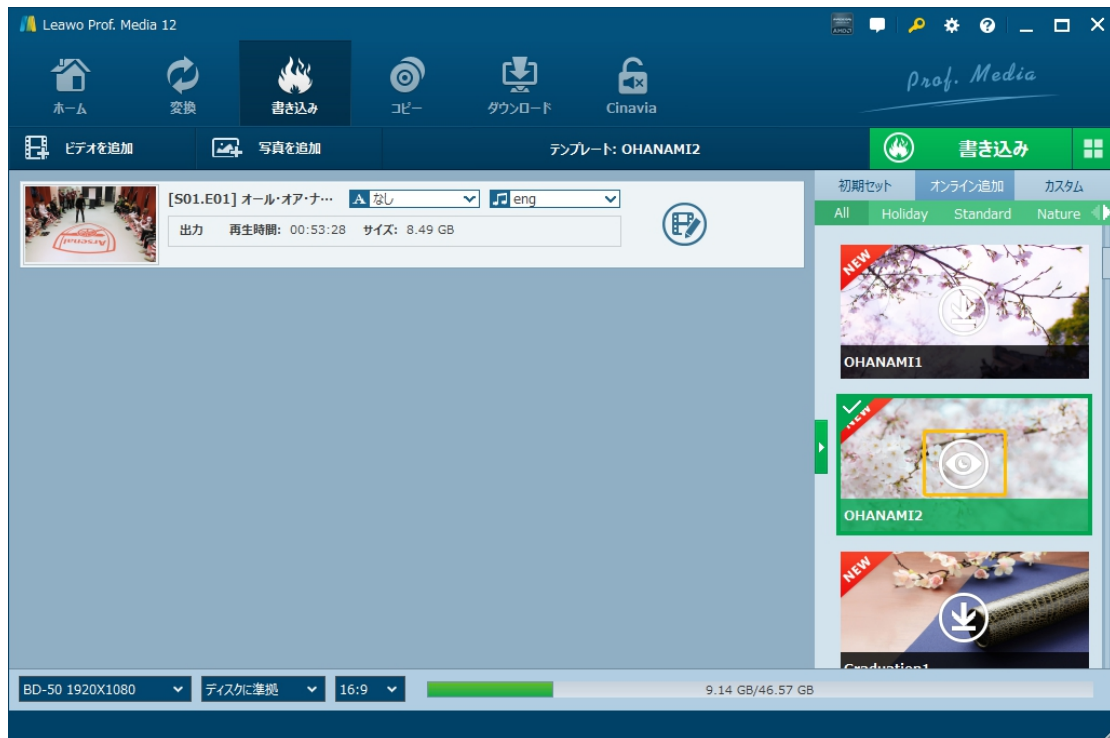 Leawo Prof. Media 12
AMD
ホーム
変換
書き込み
コピー
ダウンロード
Cinavia
Prof. Media
ビデオを追加
写真を追加
テンプレート: OHANAMI2
書き込み
[S01.E01] オール・オア・ナ…
A なし
eng
出力 再生時間: 00:53:28 サイズ: 8.49 GB
Arsenal
初期セット オンライン追加 カスタム
All Holiday Standard Nature
NEW
OHANAMI1
NEW
OHANAMI2
NEW
Graduation1
BD-50 1920X1080
ディスクに準拠
16:9
9.14 GB/46.57 GB